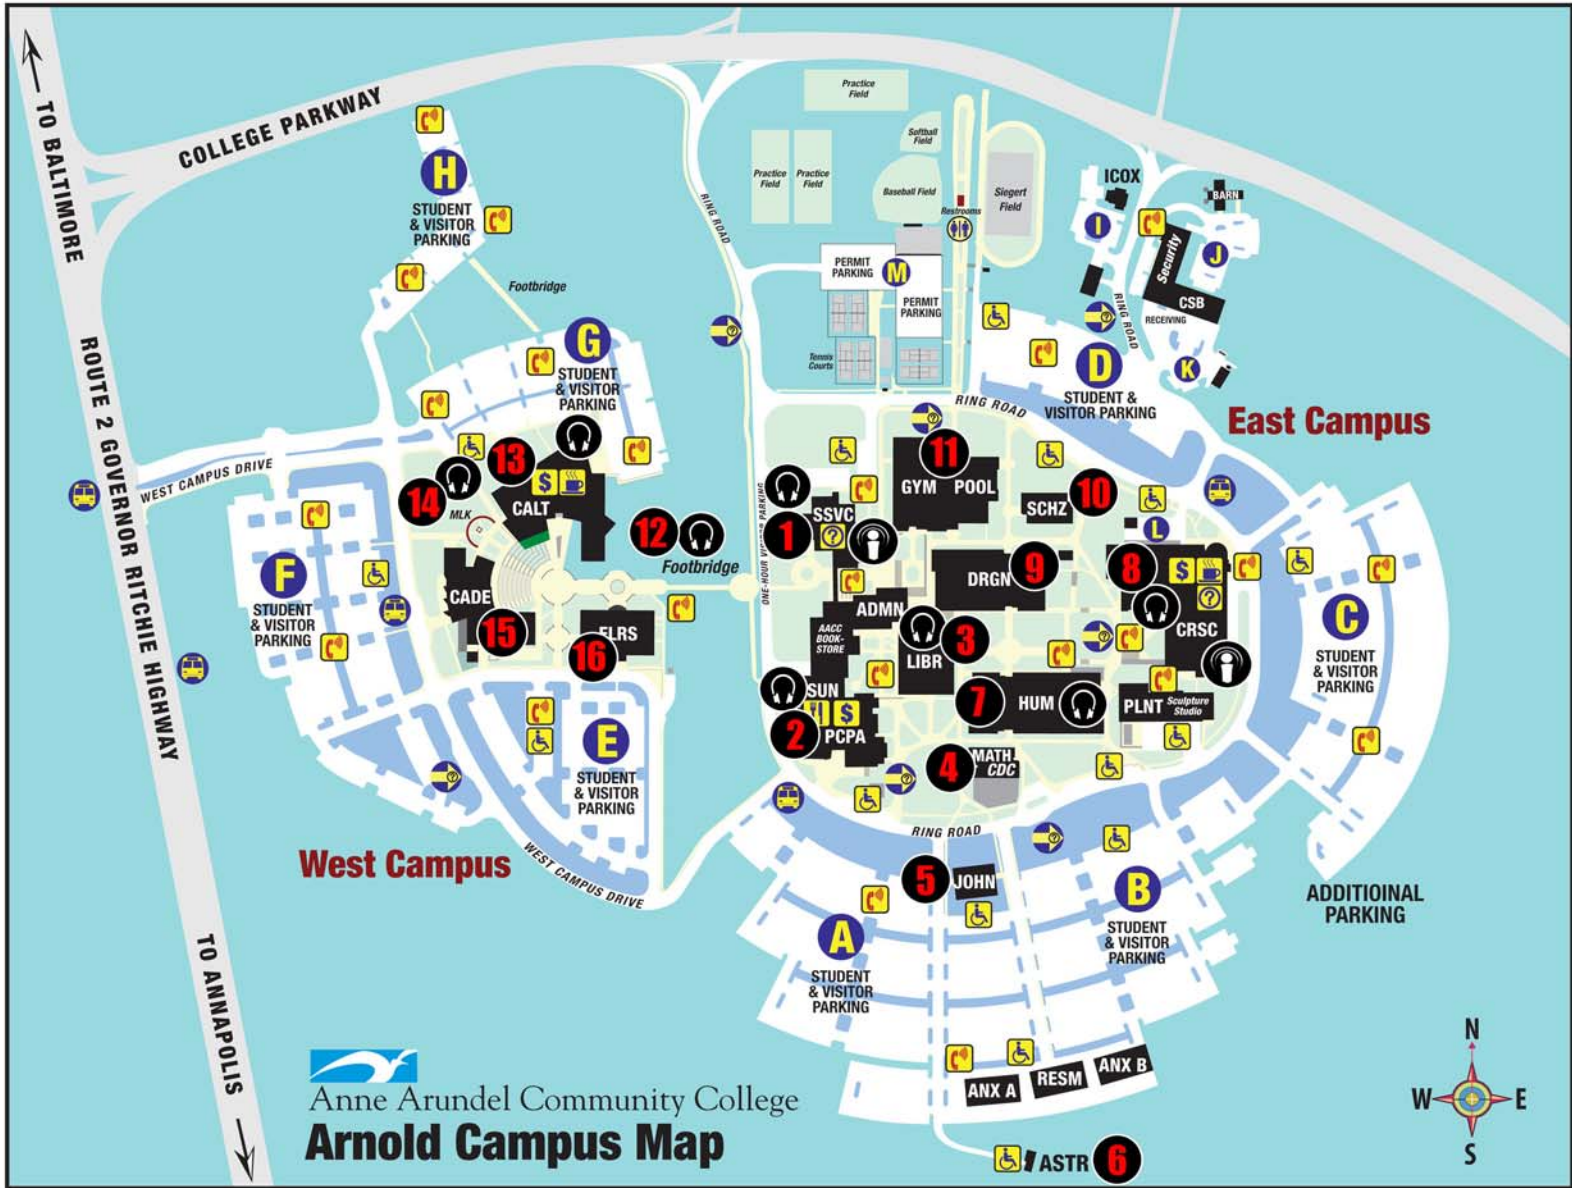 TO BALTIMORE
COLLEGE PARKWAY
ROUTE 2 GOVERNOR RITCHIE HIGHWAY
TO ANNAPOLIS
H
STUDENT
& VISITOR
PARKING
Footbridge
G
STUDENT
& VISITOR
PARKING
WEST CAMPUS DRIVE
13
14
MLK
$
CALT
12
Footbridge
F
STUDENT
& VISITOR
PARKING
CADE
15
16
FLRS
E
STUDENT
& VISITOR
PARKING
West Campus
WEST CAMPUS DRIVE
RING ROAD
Practice
Field
Softball
Field
Practice
Field
Practice
Field
Baseball Field
Siegert
Field
Restrooms
PERMIT
PARKING
M
PERMIT
PARKING
Tennis
Courts
ICOX
BARN
I
J
Security
CSB
RECEIVING
RING ROAD
K
D
STUDENT &
VISITOR PARKING
RING ROAD
East Campus
11
GYM
POOL
10
SCHZ
SSVC
?
1
ONE-HOUR VISITOR PARKING
L
DRGN
9
8
$
?
CRSC
ADMN
AACC
BOOK-
STORE
LIBR
3
SUN
$
2
PCPA
7
HUM
PLNT
Sculpture
Studio
4
MATH
CDC
C
STUDENT
& VISITOR
PARKING
RING ROAD
5
JOHN
A
STUDENT
& VISITOR
PARKING
B
STUDENT
& VISITOR
PARKING
ADDITIOINAL
PARKING
ANX A
RESM
ANX B
ASTR
6
Anne Arundel Community College
Arnold Campus Map
N
W
E
S